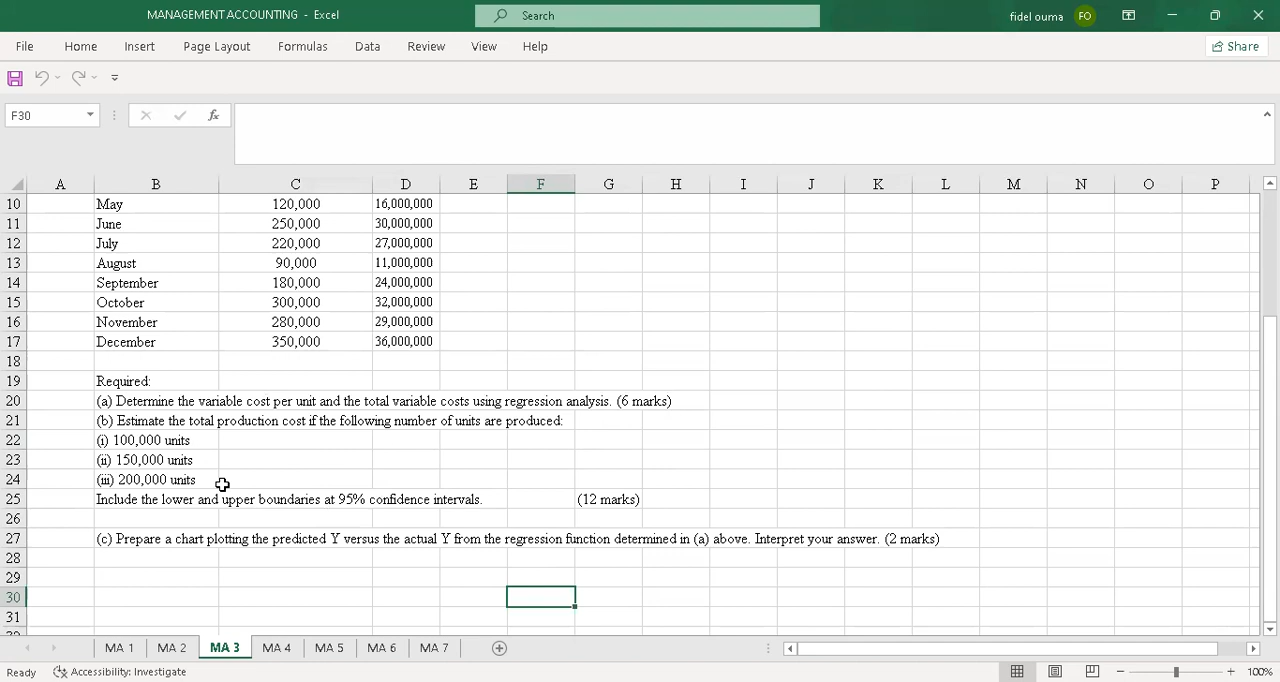 MANAGEMENT ACCOUNTING - Excel
Search
fidel ouma FO
File Home Insert Page Layout Formulas Data Review View Help
Share
F30
fx
A B C D E F G H I J K L M N O P
10 May 120,000 16,000,000
11 June 250,000 30,000,000
12 July 220,000 27,000,000
13 August 90,000 11,000,000
14 September 180,000 24,000,000
15 October 300,000 32,000,000
16 November 280,000 29,000,000
17 December 350,000 36,000,000
18
19 Required:
20 (a) Determine the variable cost per unit and the total variable costs using regression analysis. (6 marks)
21 (b) Estimate the total production cost if the following number of units are produced:
22 (i) 100,000 units
23 (ii) 150,000 units
24 (iii) 200,000 units
25 Include the lower and upper boundaries at 95% confidence intervals. (12 marks)
26
27 (c) Prepare a chart plotting the predicted Y versus the actual Y from the regression function determined in (a) above. Interpret your answer. (2 marks)
28
29
30
31
MA 1 MA 2 MA 3 MA 4 MA 5 MA 6 MA 7
Ready Accessibility: Investigate 100%